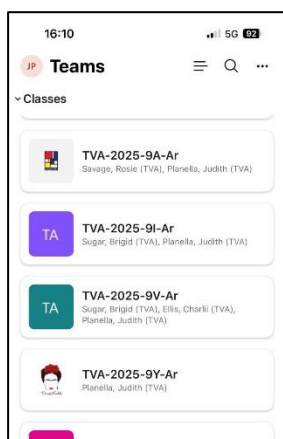 16:10
5G 92
JP Teams
Classes
TVA-2025-9A-Ar
Savage, Rosie (TVA), Planella, Judith (TVA)
TA
TVA-2025-9I-Ar
Sugar, Brigid (TVA), Planella, Judith (TVA)
TA
TVA-2025-9V-Ar
Sugar, Brigid (TVA), Ellis, Charlii (TVA),
Planella, Judith (TVA)
TVA-2025-9Y-Ar
Planella, Judith (TVA)